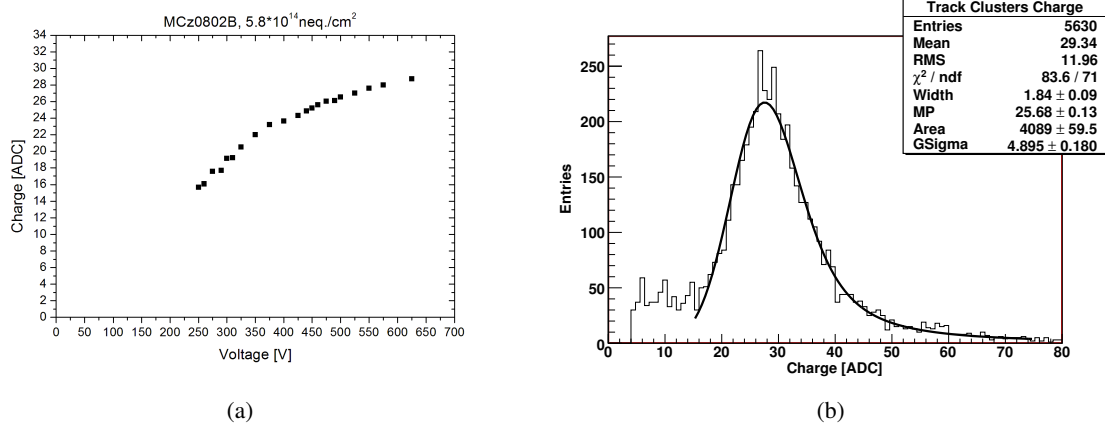 MCz0802B, 5.8*10¹⁴neq./cm²
Charge [ADC]
34
32
30
28
26
24
22
20
18
16
14
12
10
8
6
4
2
0
0 50 100 150 200 250 300 350 400 450 500 550 600 650 700
Voltage [V]
(a)
Track Clusters Charge
Entries 5630
Mean 29.34
RMS 11.96
χ² / ndf 83.6 / 71
Width 1.84 ± 0.09
MP 25.68 ± 0.13
Area 4089 ± 59.5
GSigma 4.895 ± 0.180
Entries
250
200
150
100
50
0
0 10 20 30 40 50 60 70 80
Charge [ADC]
(b)